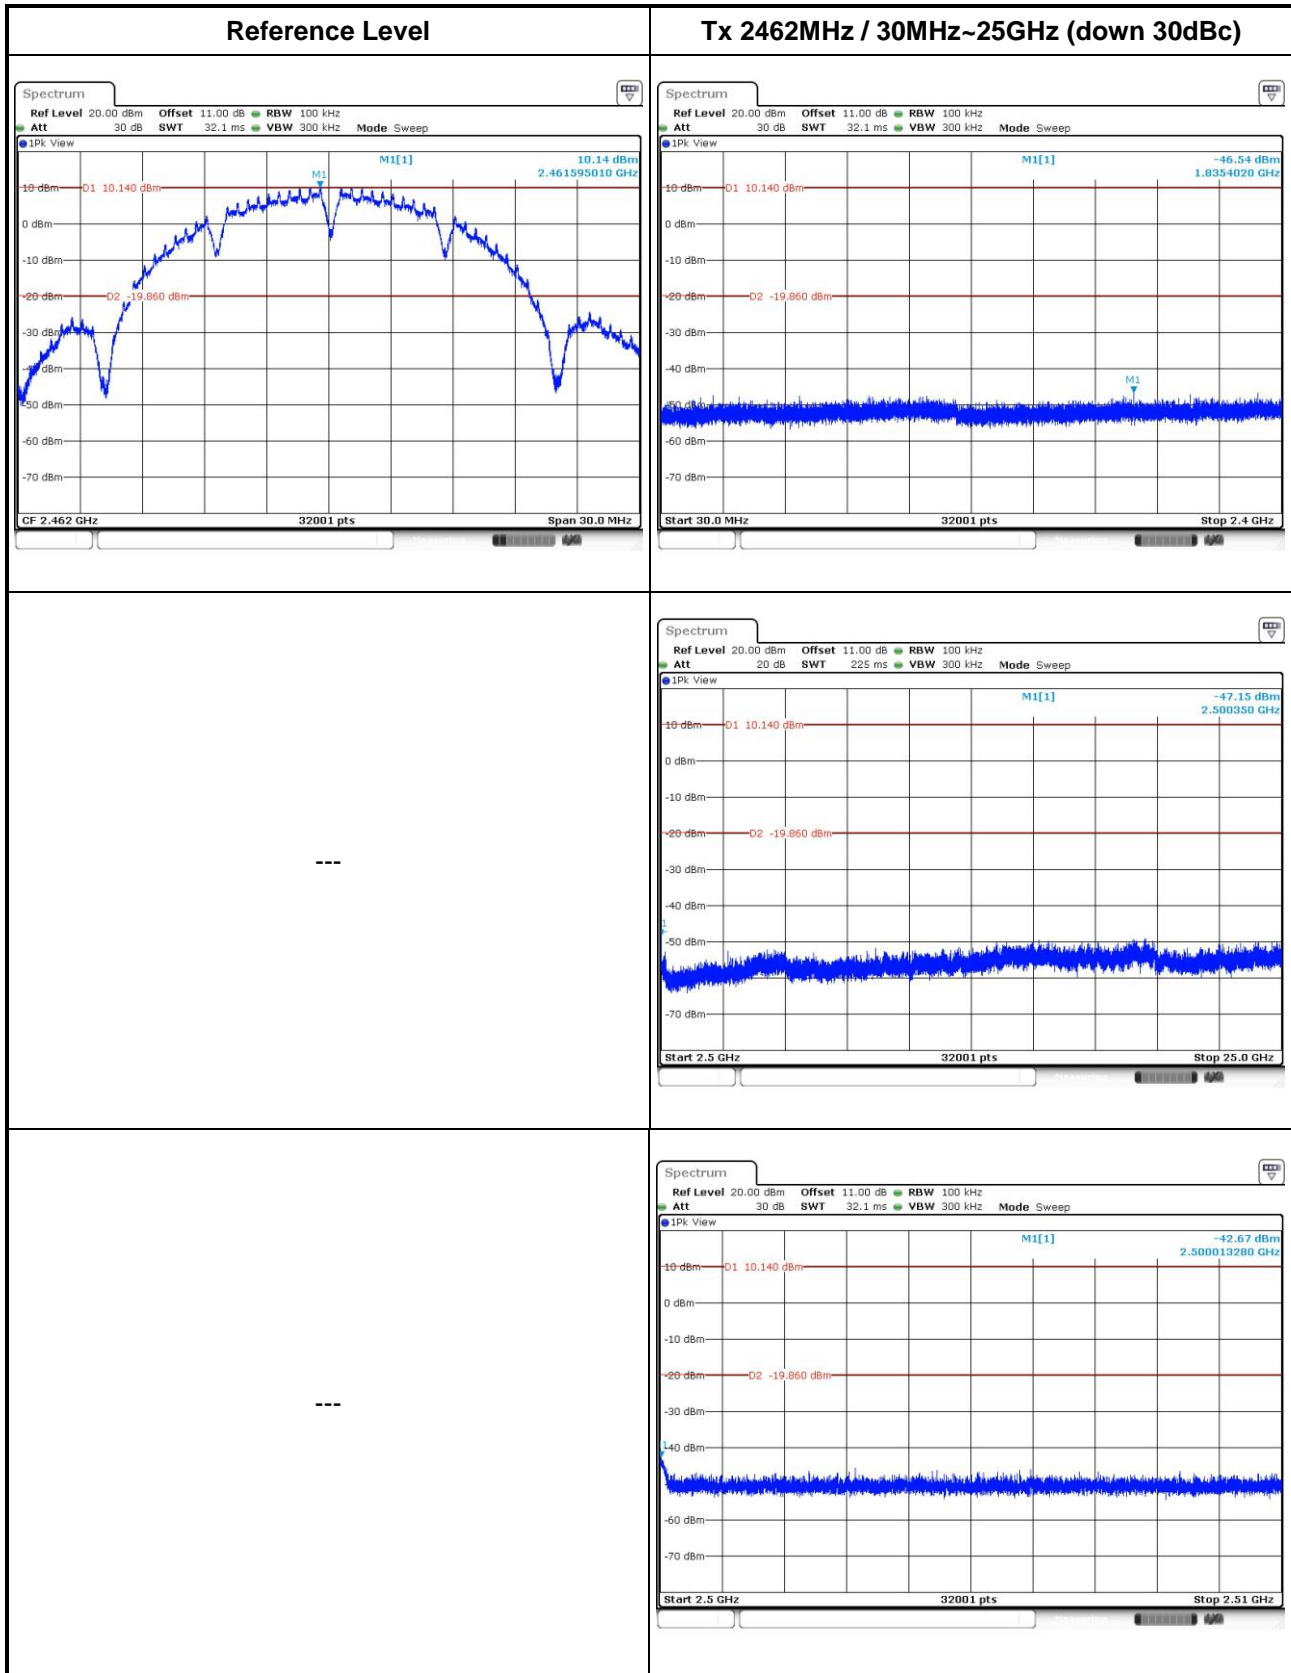 Reference Level
Tx 2462MHz / 30MHz~25GHz (down 30dBc)
Spectrum
Ref Level 20.00 dBm Offset 11.00 dB RBW 100 kHz
Att 30 dB SWT 32.1 ms VBW 300 kHz Mode Sweep
1Pk View
M1[1] 10.14 dBm
2.461595010 GHz
M1
10 dBm D1 10.140 dBm
0 dBm
-10 dBm
-20 dBm D2 -19.860 dBm
-30 dBm
-40 dBm
-50 dBm
-60 dBm
-70 dBm
CF 2.462 GHz 32001 pts Span 30.0 MHz
Spectrum
Ref Level 20.00 dBm Offset 11.00 dB RBW 100 kHz
Att 30 dB SWT 32.1 ms VBW 300 kHz Mode Sweep
1Pk View
M1[1] -46.54 dBm
1.8354020 GHz
10 dBm D1 10.140 dBm
0 dBm
-10 dBm
-20 dBm D2 -19.860 dBm
-30 dBm
-40 dBm
M1
-50 dBm
-60 dBm
-70 dBm
Start 30.0 MHz 32001 pts Stop 2.4 GHz
---
Spectrum
Ref Level 20.00 dBm Offset 11.00 dB RBW 100 kHz
Att 20 dB SWT 225 ms VBW 300 kHz Mode Sweep
1Pk View
M1[1] -47.15 dBm
2.500350 GHz
10 dBm D1 10.140 dBm
0 dBm
-10 dBm
-20 dBm D2 -19.860 dBm
-30 dBm
-40 dBm
1
-50 dBm
-70 dBm
Start 2.5 GHz 32001 pts Stop 25.0 GHz
---
Spectrum
Ref Level 20.00 dBm Offset 11.00 dB RBW 100 kHz
Att 30 dB SWT 32.1 ms VBW 300 kHz Mode Sweep
1Pk View
M1[1] -42.67 dBm
2.500013280 GHz
10 dBm D1 10.140 dBm
0 dBm
-10 dBm
-20 dBm D2 -19.860 dBm
-30 dBm
1
-40 dBm
-60 dBm
-70 dBm
Start 2.5 GHz 32001 pts Stop 2.51 GHz